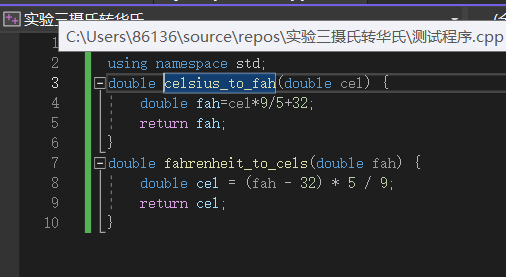 实验三摄氏转华氏
C:\Users\86136\source\repos\实验三摄氏转华氏\测试程序.cpp
1
2 using namespace std;
3 double celsius_to_fah(double cel) {
4 double fah=cel*9/5+32;
5 return fah;
6 }
7 double fahrenheit_to_cels(double fah) {
8 double cel = (fah - 32) * 5 / 9;
9 return cel;
10 }